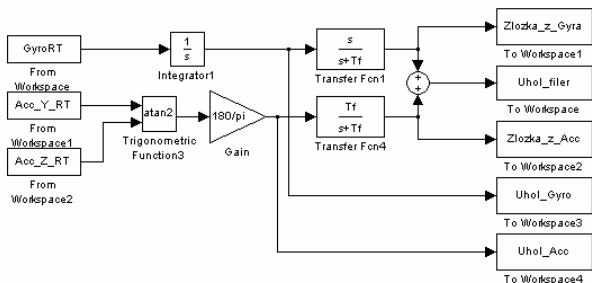 GyroRT
From
Workspace
1
s
Integrator1
s
s+Tf
Transfer Fcn1
Zlozka_z_Gyra
To Workspace1
Acc_Y_RT
From
Workspace1
atan2
Trigonometric
Function3
180/pi
Gain
Tf
s+Tf
Transfer Fcn4
+
+
Uhol_filer
To Workspace
Acc_Z_RT
From
Workspace2
Zlozka_z_Acc
To Workspace2
Uhol_Gyro
To Workspace3
Uhol_Acc
To Workspace4